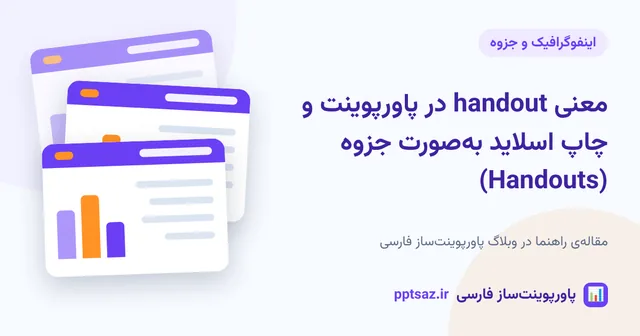 اینفوگرافیک و جزوه
معنی handout در پاورپوینت و
چاپ اسلاید به‌صورت جزوه
(Handouts)
مقاله‌ی راهنما در وبلاگ پاورپوینت‌ساز فارسی
پاورپوینت‌ساز فارسی pptsaz.ir